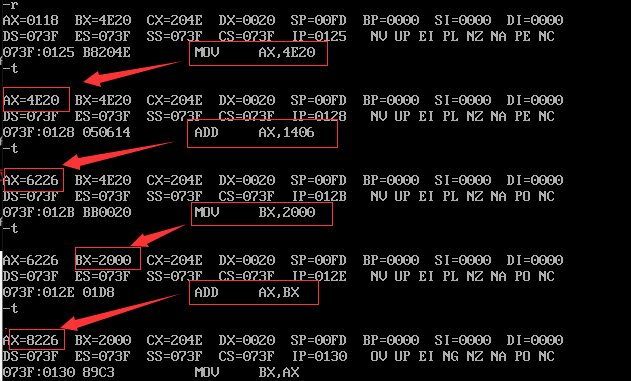 -r
AX=0118 BX=4E20 CX=204E DX=0020 SP=00FD BP=0000 SI=0000 DI=0000
DS=073F ES=073F SS=073F CS=073F IP=0125 NV UP EI PL NZ NA PE NC
073F:0125 B8204E MOV AX,4E20
-t
AX=4E20 BX=4E20 CX=204E DX=0020 SP=00FD BP=0000 SI=0000 DI=0000
DS=073F ES=073F SS=073F CS=073F IP=0128 NV UP EI PL NZ NA PE NC
073F:0128 050614 ADD AX,1406
-t
AX=6226 BX=4E20 CX=204E DX=0020 SP=00FD BP=0000 SI=0000 DI=0000
DS=073F ES=073F SS=073F CS=073F IP=012B NV UP EI PL NZ NA PO NC
073F:012B BB0020 MOV BX,2000
-t
AX=6226 BX=2000 CX=204E DX=0020 SP=00FD BP=0000 SI=0000 DI=0000
DS=073F ES=073F SS=073F CS=073F IP=012E NV UP EI PL NZ NA PO NC
073F:012E 01D8 ADD AX,BX
-t
AX=8226 BX=2000 CX=204E DX=0020 SP=00FD BP=0000 SI=0000 DI=0000
DS=073F ES=073F SS=073F CS=073F IP=0130 OV UP EI NG NZ NA PO NC
073F:0130 89C3 MOV BX,AX